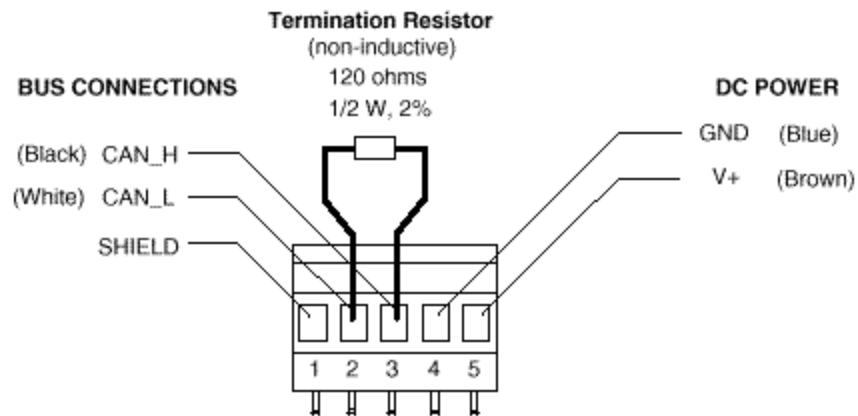 Termination Resistor
(non-inductive)
120 ohms
1/2 W, 2%
BUS CONNECTIONS
(Black) CAN_H
(White) CAN_L
SHIELD
DC POWER
GND (Blue)
V+ (Brown)
1 2 3 4 5